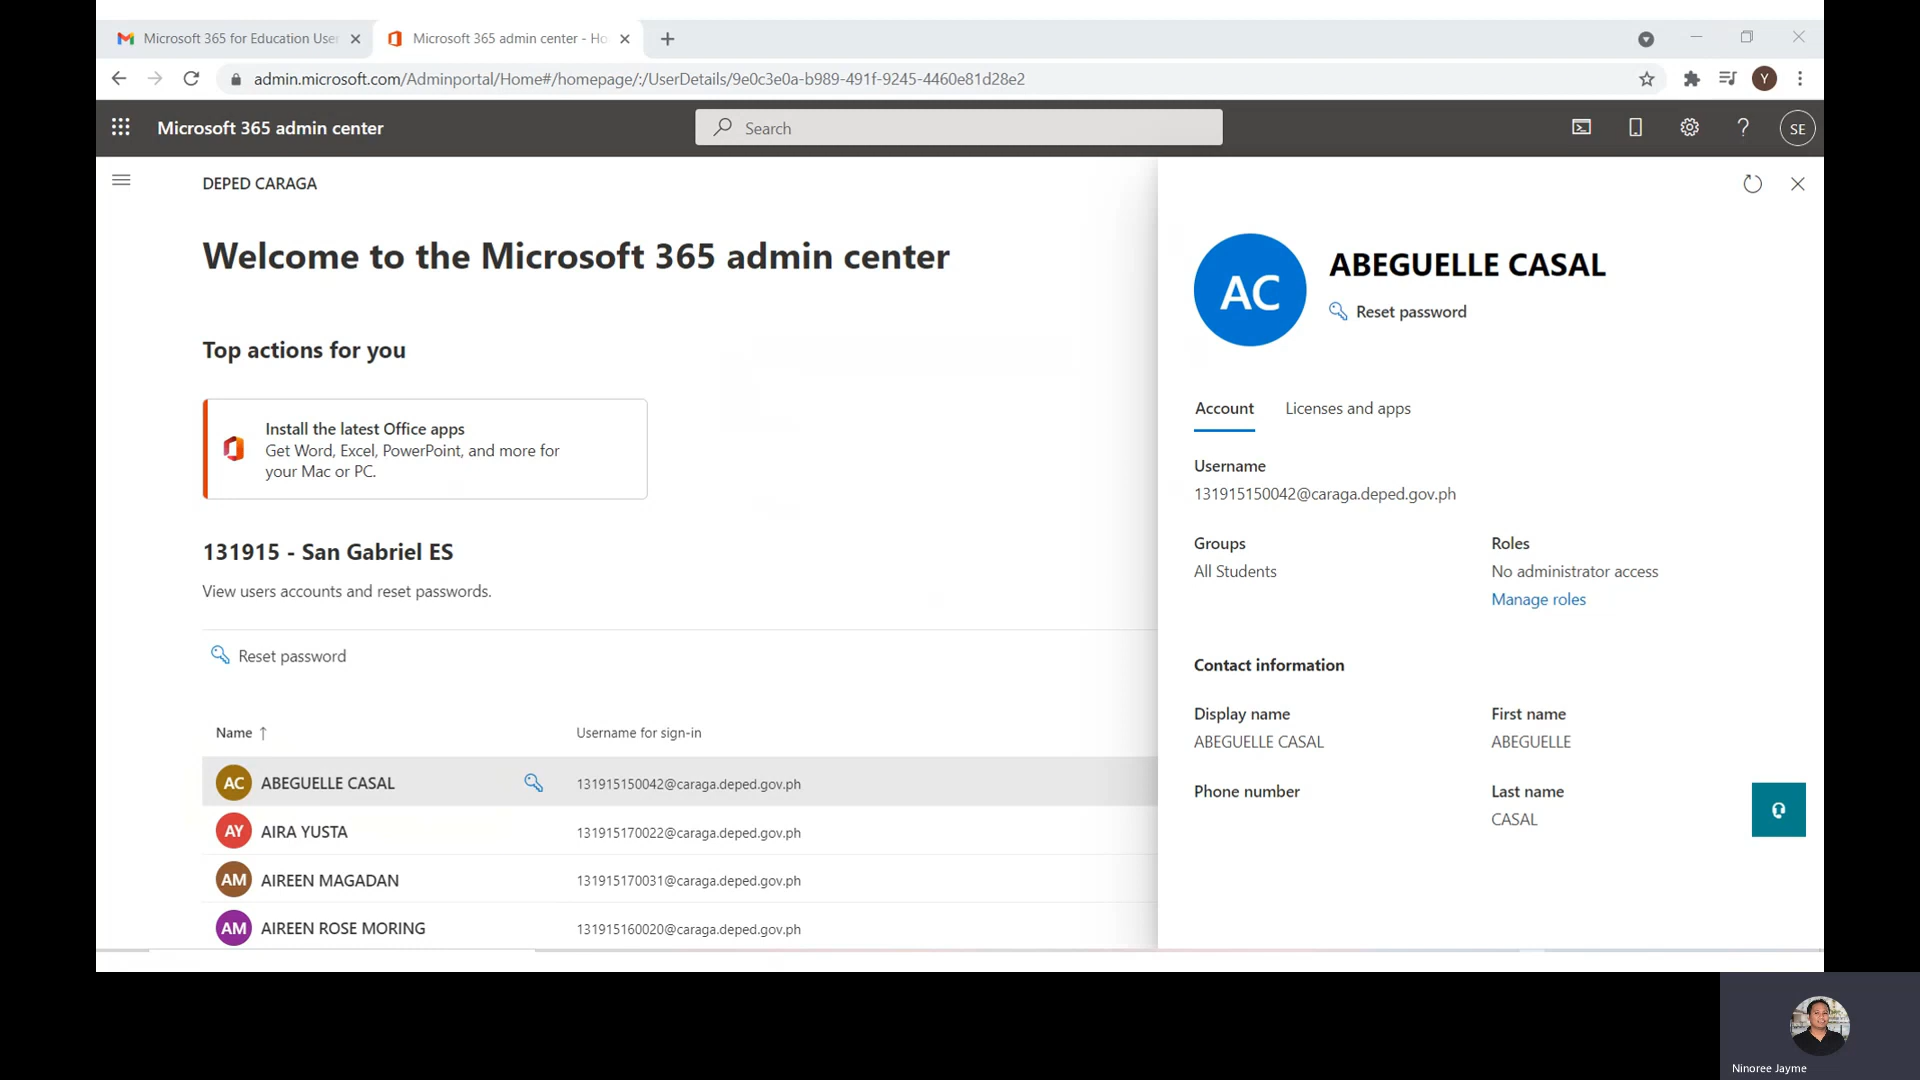 Microsoft 365 for Education User
Microsoft 365 admin center - Ho
admin.microsoft.com/Adminportal/Home#/homepage/:/UserDetails/9e0c3e0a-b989-491f-9245-4460e81d28e2
Y
Microsoft 365 admin center
Search
SE
DEPED CARAGA
Welcome to the Microsoft 365 admin center
Top actions for you
Install the latest Office apps
Get Word, Excel, PowerPoint, and more for
your Mac or PC.
131915 - San Gabriel ES
View users accounts and reset passwords.
Reset password
Name ↑
Username for sign-in
AC ABEGUELLE CASAL 131915150042@caraga.deped.gov.ph
AY AIRA YUSTA 131915170022@caraga.deped.gov.ph
AM AIREEN MAGADAN 131915170031@caraga.deped.gov.ph
AM AIREEN ROSE MORING 131915160020@caraga.deped.gov.ph
AC
ABEGUELLE CASAL
Reset password
Account
Licenses and apps
Username
131915150042@caraga.deped.gov.ph
Groups
All Students
Roles
No administrator access
Manage roles
Contact information
Display name
ABEGUELLE CASAL
First name
ABEGUELLE
Phone number
Last name
CASAL
Ninoree Jayme